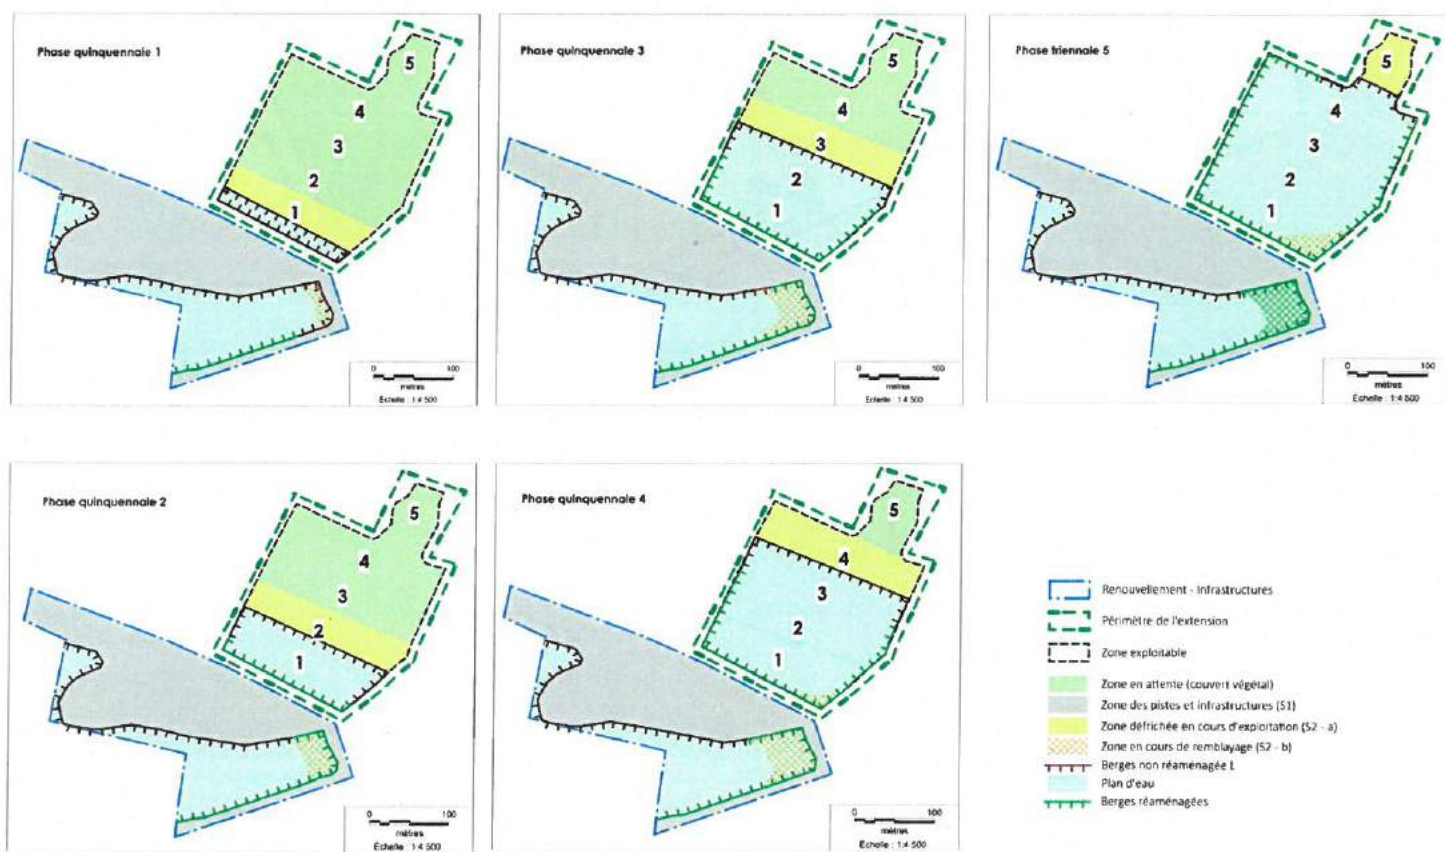 Phase quinquennale 1
5
4
3
2
1
0 100
mètres
Échelle : 1:4 500
Phase quinquennale 3
5
4
3
2
1
0 100
mètres
Échelle : 1:4 500
Phase triennale 5
5
4
3
2
1
0 100
mètres
Échelle : 1:4 500
Phase quinquennale 2
5
4
3
2
1
0 100
mètres
Échelle : 1:4 500
Phase quinquennale 4
5
4
3
2
1
0 100
mètres
Échelle : 1:4 500
Renouvellement - Infrastructures
Périmètre de l'extension
Zone exploitable
Zone en attente (couvert végétal)
Zone des pistes et infrastructures (S1)
Zone défrichée en cours d'exploitation (S2 - a)
Zone en cours de remblayage (S2 - b)
Berges non réamenagée L
Plan d'eau
Berges réaménagées